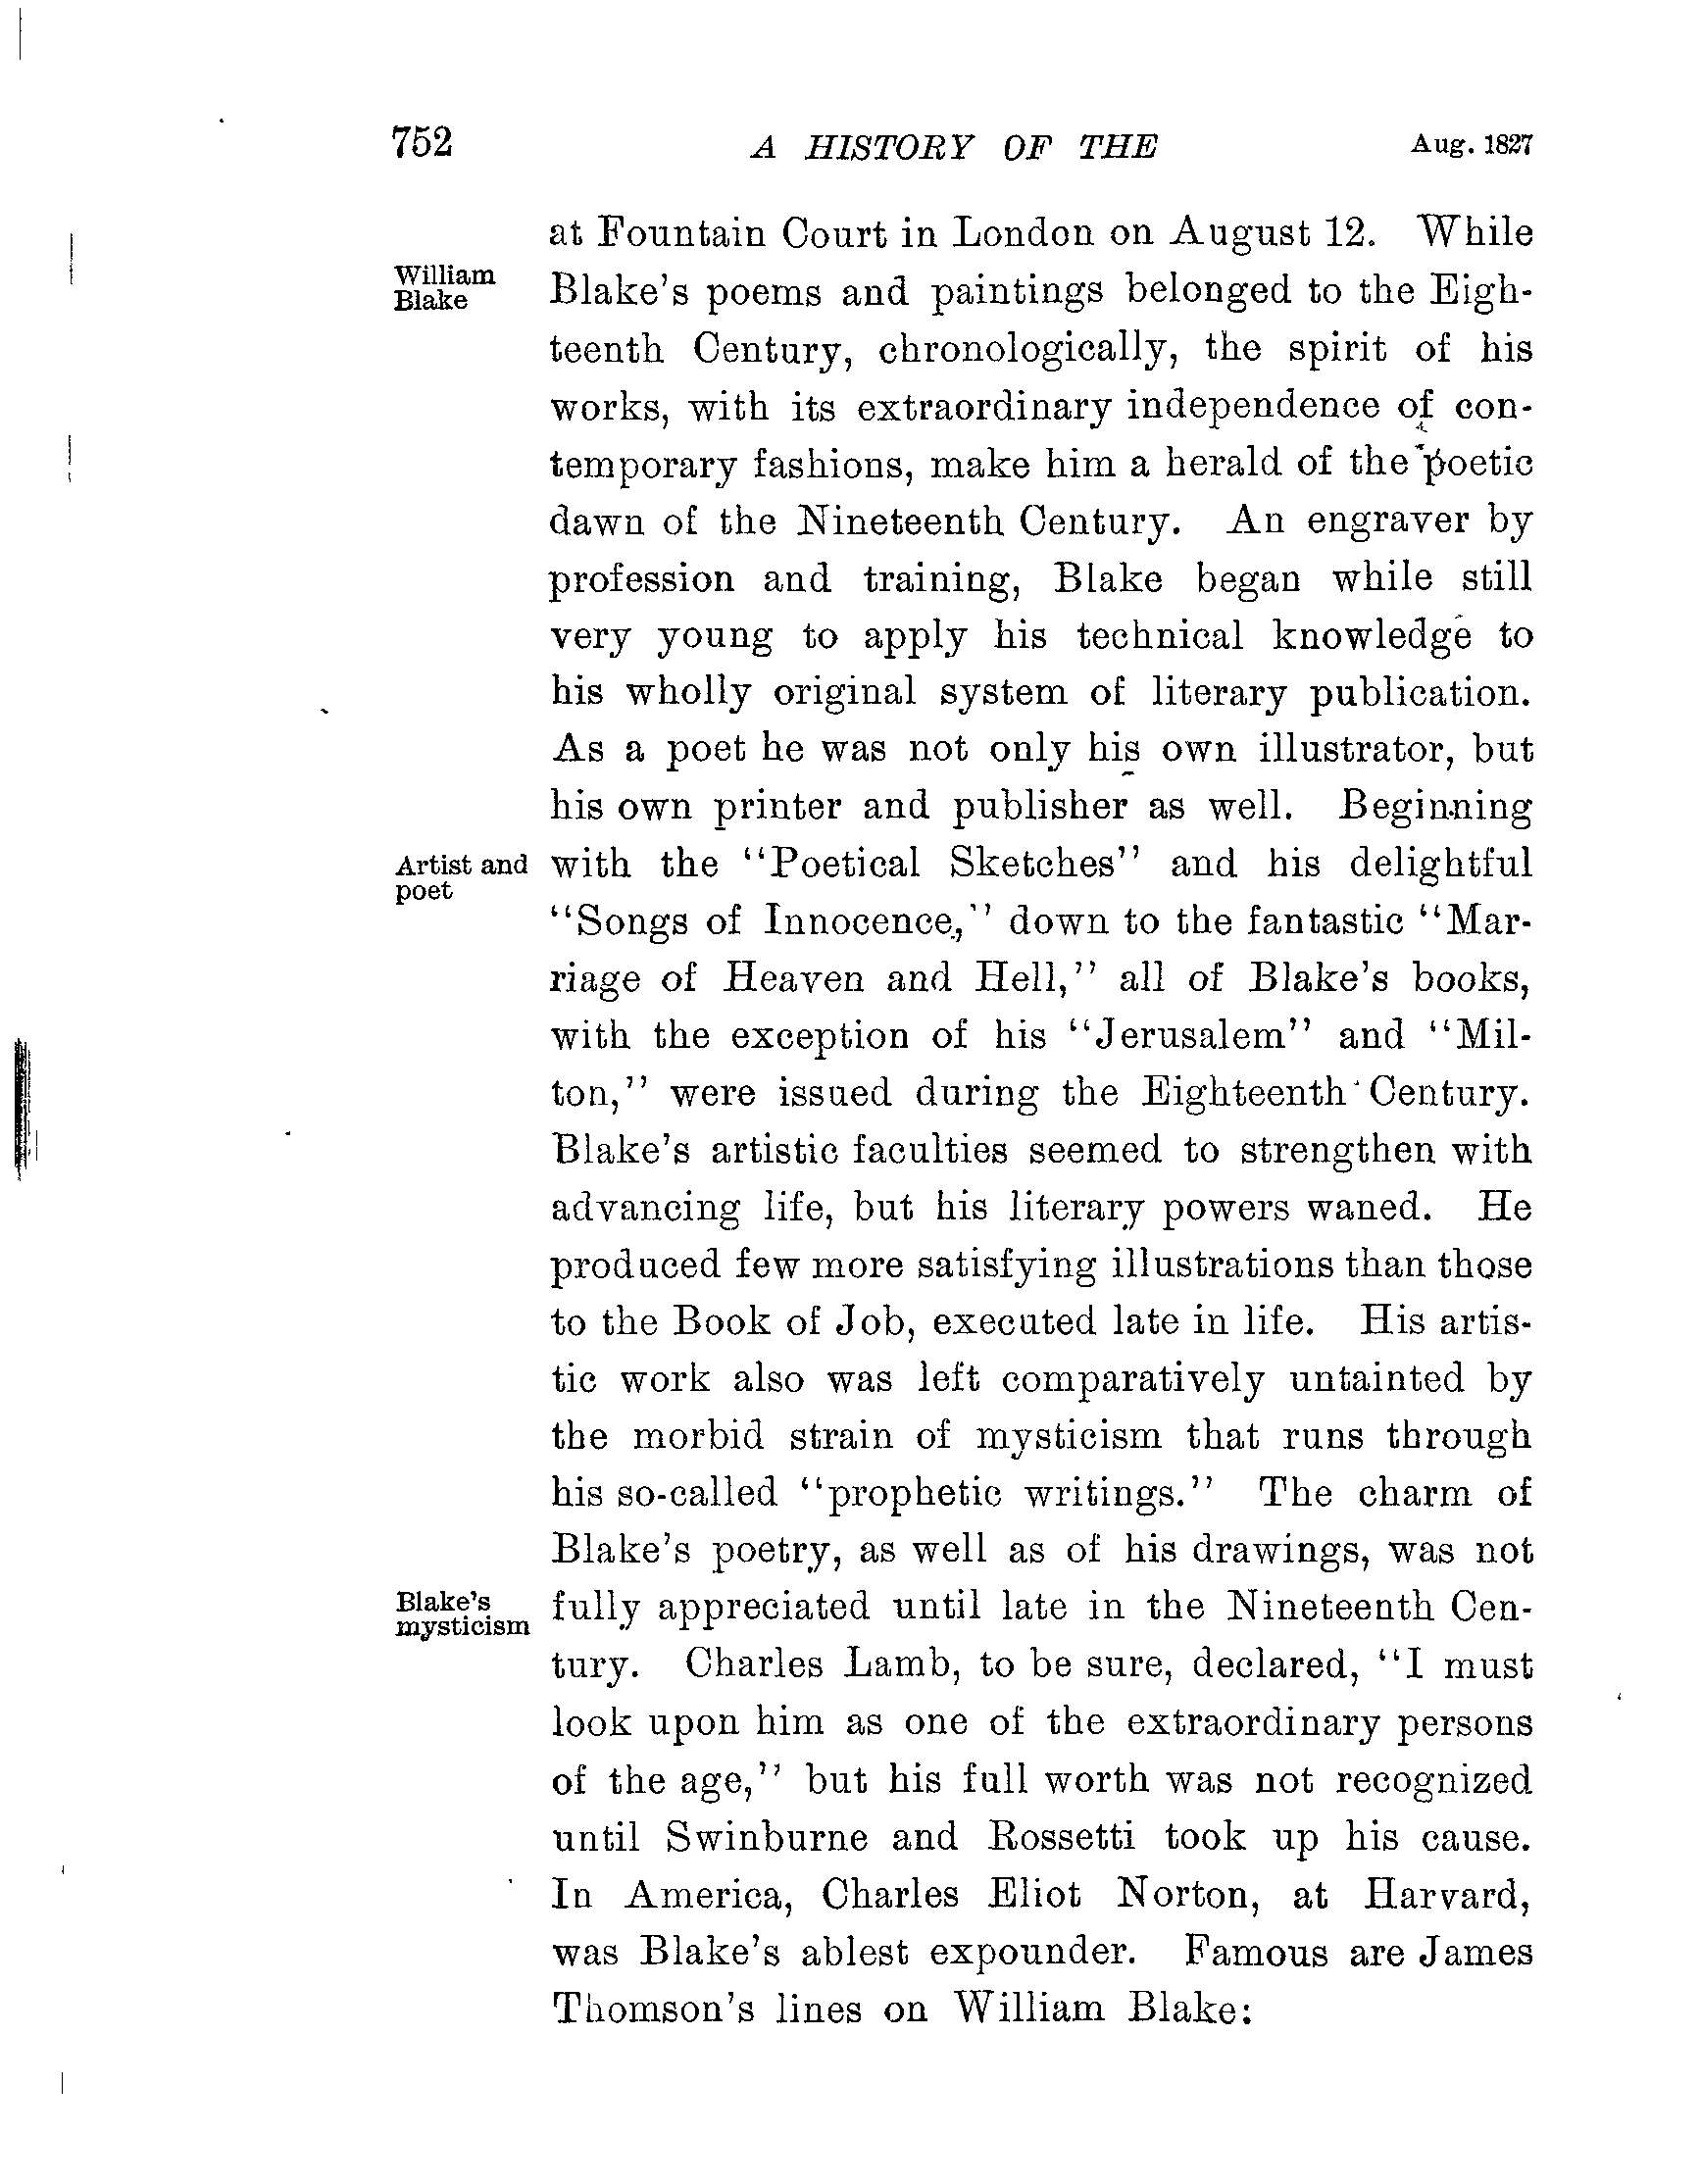 752 A HISTORY OF THE Aug. 1827
at Fountain Court in London on August 12. While
William
Blake
Blake's poems and paintings belonged to the Eigh-
teenth Century, chronologically, the spirit of his
works, with its extraordinary independence of con-
temporary fashions, make him a herald of the poetic
dawn of the Nineteenth Century. An engraver by
profession and training, Blake began while still
very young to apply his technical knowledge to
his wholly original system of literary publication.
As a poet he was not only his own illustrator, but
his own printer and publisher as well. Beginning
Artist and
poet
with the "Poetical Sketches" and his delightful
"Songs of Innocence," down to the fantastic "Mar-
riage of Heaven and Hell," all of Blake's books,
with the exception of his "Jerusalem" and "Mil-
ton," were issued during the Eighteenth Century.
Blake's artistic faculties seemed to strengthen with
advancing life, but his literary powers waned. He
produced few more satisfying illustrations than those
to the Book of Job, executed late in life. His artis-
tic work also was left comparatively untainted by
the morbid strain of mysticism that runs through
his so-called "prophetic writings." The charm of
Blake's poetry, as well as of his drawings, was not
Blake's
mysticism
fully appreciated until late in the Nineteenth Cen-
tury. Charles Lamb, to be sure, declared, "I must
look upon him as one of the extraordinary persons
of the age," but his full worth was not recognized
until Swinburne and Rossetti took up his cause.
In America, Charles Eliot Norton, at Harvard,
was Blake's ablest expounder. Famous are James
Thomson's lines on William Blake: